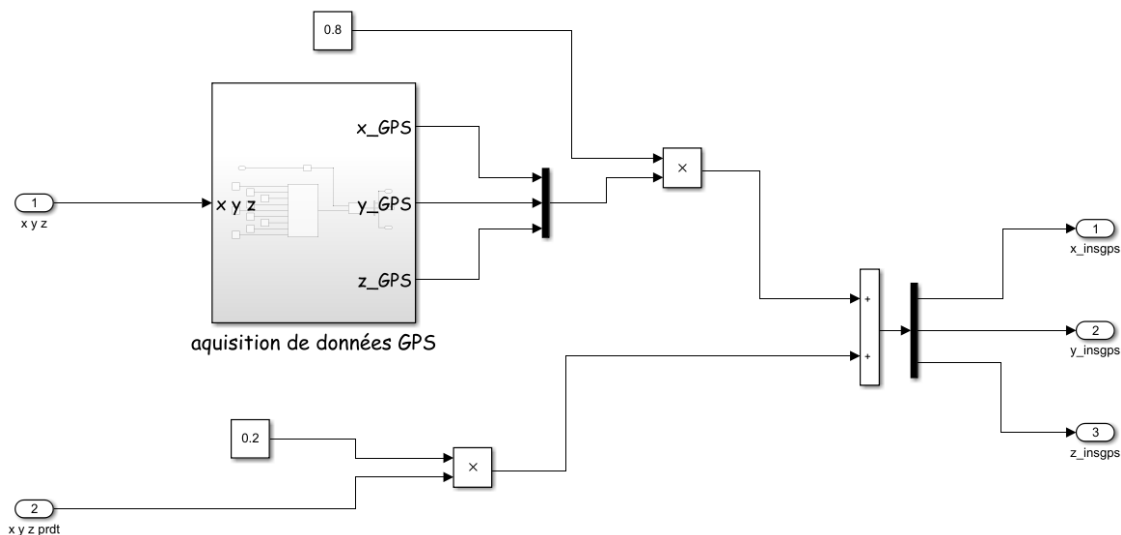 0.8
x_GPS
1
x y z
x y z
y_GPS
z_GPS
aquisition de données GPS
×
1
x_insgps
+
2
y_insgps
+
3
z_insgps
0.2
×
2
x y z prdt